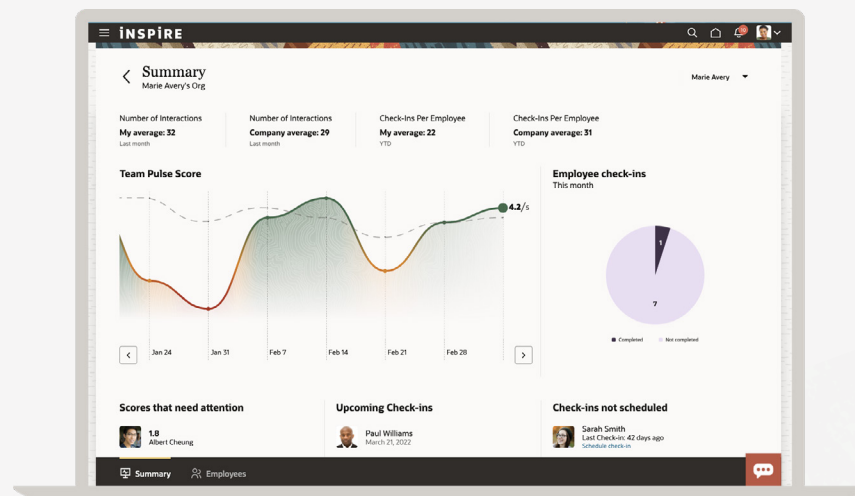 iNSPiRE
Summary
Marie Avery's Org
Marie Avery
Number of Interactions
My average: 32
Last month
Number of Interactions
Company average: 29
Last month
Check-Ins Per Employee
My average: 22
YTD
Check-Ins Per Employee
Company average: 31
YTD
Team Pulse Score
4.2/5
Jan 24
Jan 31
Feb 7
Feb 14
Feb 21
Feb 28
Employee check-ins
This month
1
7
Completed
Not completed
Scores that need attention
1.8
Albert Cheung
Upcoming Check-ins
Paul Williams
March 21, 2022
Check-ins not scheduled
Sarah Smith
Last Check-in: 42 days ago
Schedule check-in
Summary
Employees